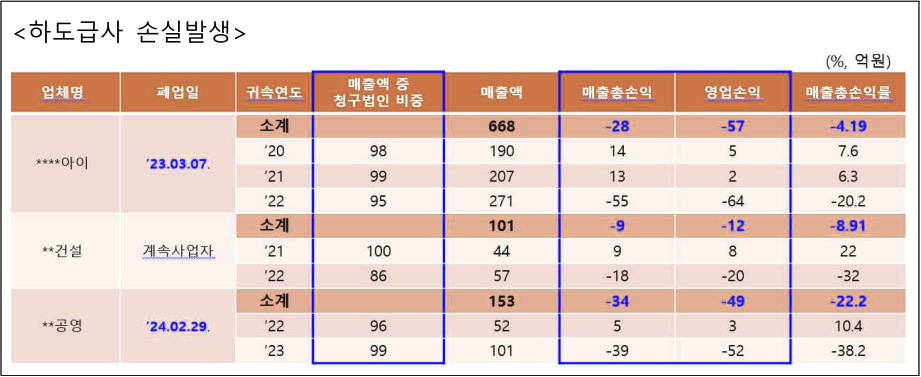 <하도급사 손실발생>
(%, 억원)
업체명 폐업일 귀속연도 매출액 중 청구법인 비중 매출액 매출총손익 영업손익 매출총손익률
소계 668 -28 -57 -4.19
****아이 '23.03.07. '20 98 190 14 5 7.6
'21 99 207 13 2 6.3
'22 95 271 -55 -64 -20.2
소계 101 -9 -12 -8.91
**건설 계속사업자 '21 100 44 9 8 22
'22 86 57 -18 -20 -32
소계 153 -34 -49 -22.2
**공영 '24.02.29. '22 96 52 5 3 10.4
'23 99 101 -39 -52 -38.2